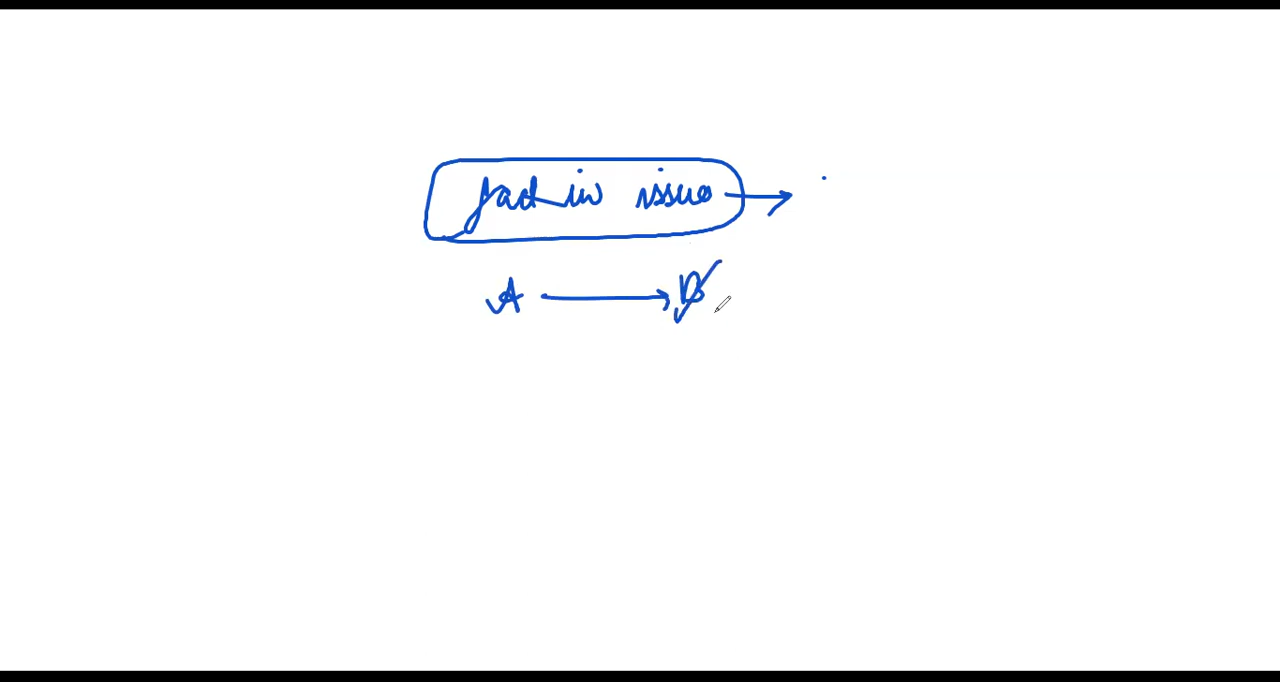 fact in issue
A → B